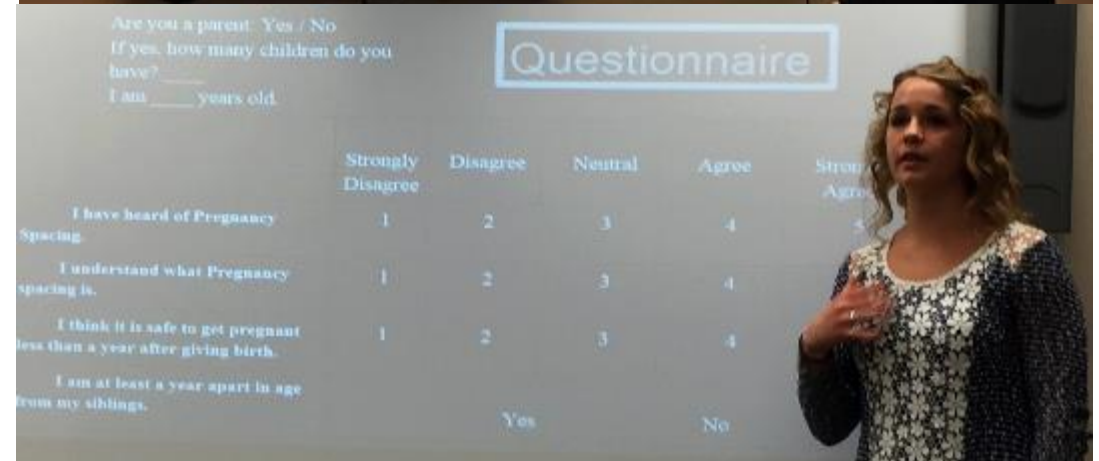 Are you a parent: Yes / No
If yes, how many children do you
have?____
I am ____ years old.
Questionnaire
Strongly Disagree Neutral Agree
Disagree
I have heard of Pregnancy 1 2 3 4 5
Spacing.
I understand what Pregnancy 1 2 3 4
spacing is.
I think it is safe to get pregnant 1 2 3 4
less than a year after giving birth.
I am at least a year apart in age
from my siblings.
Yes No